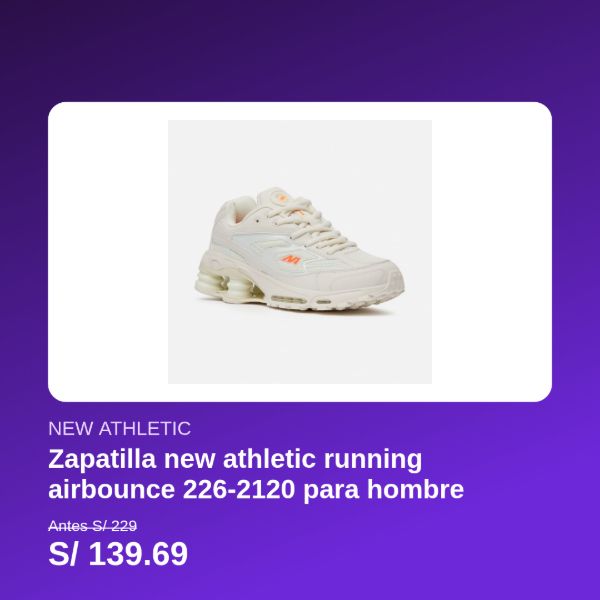 NEW ATHLETIC
Zapatilla new athletic running
airbounce 226-2120 para hombre
Antes S/ 229
S/ 139.69